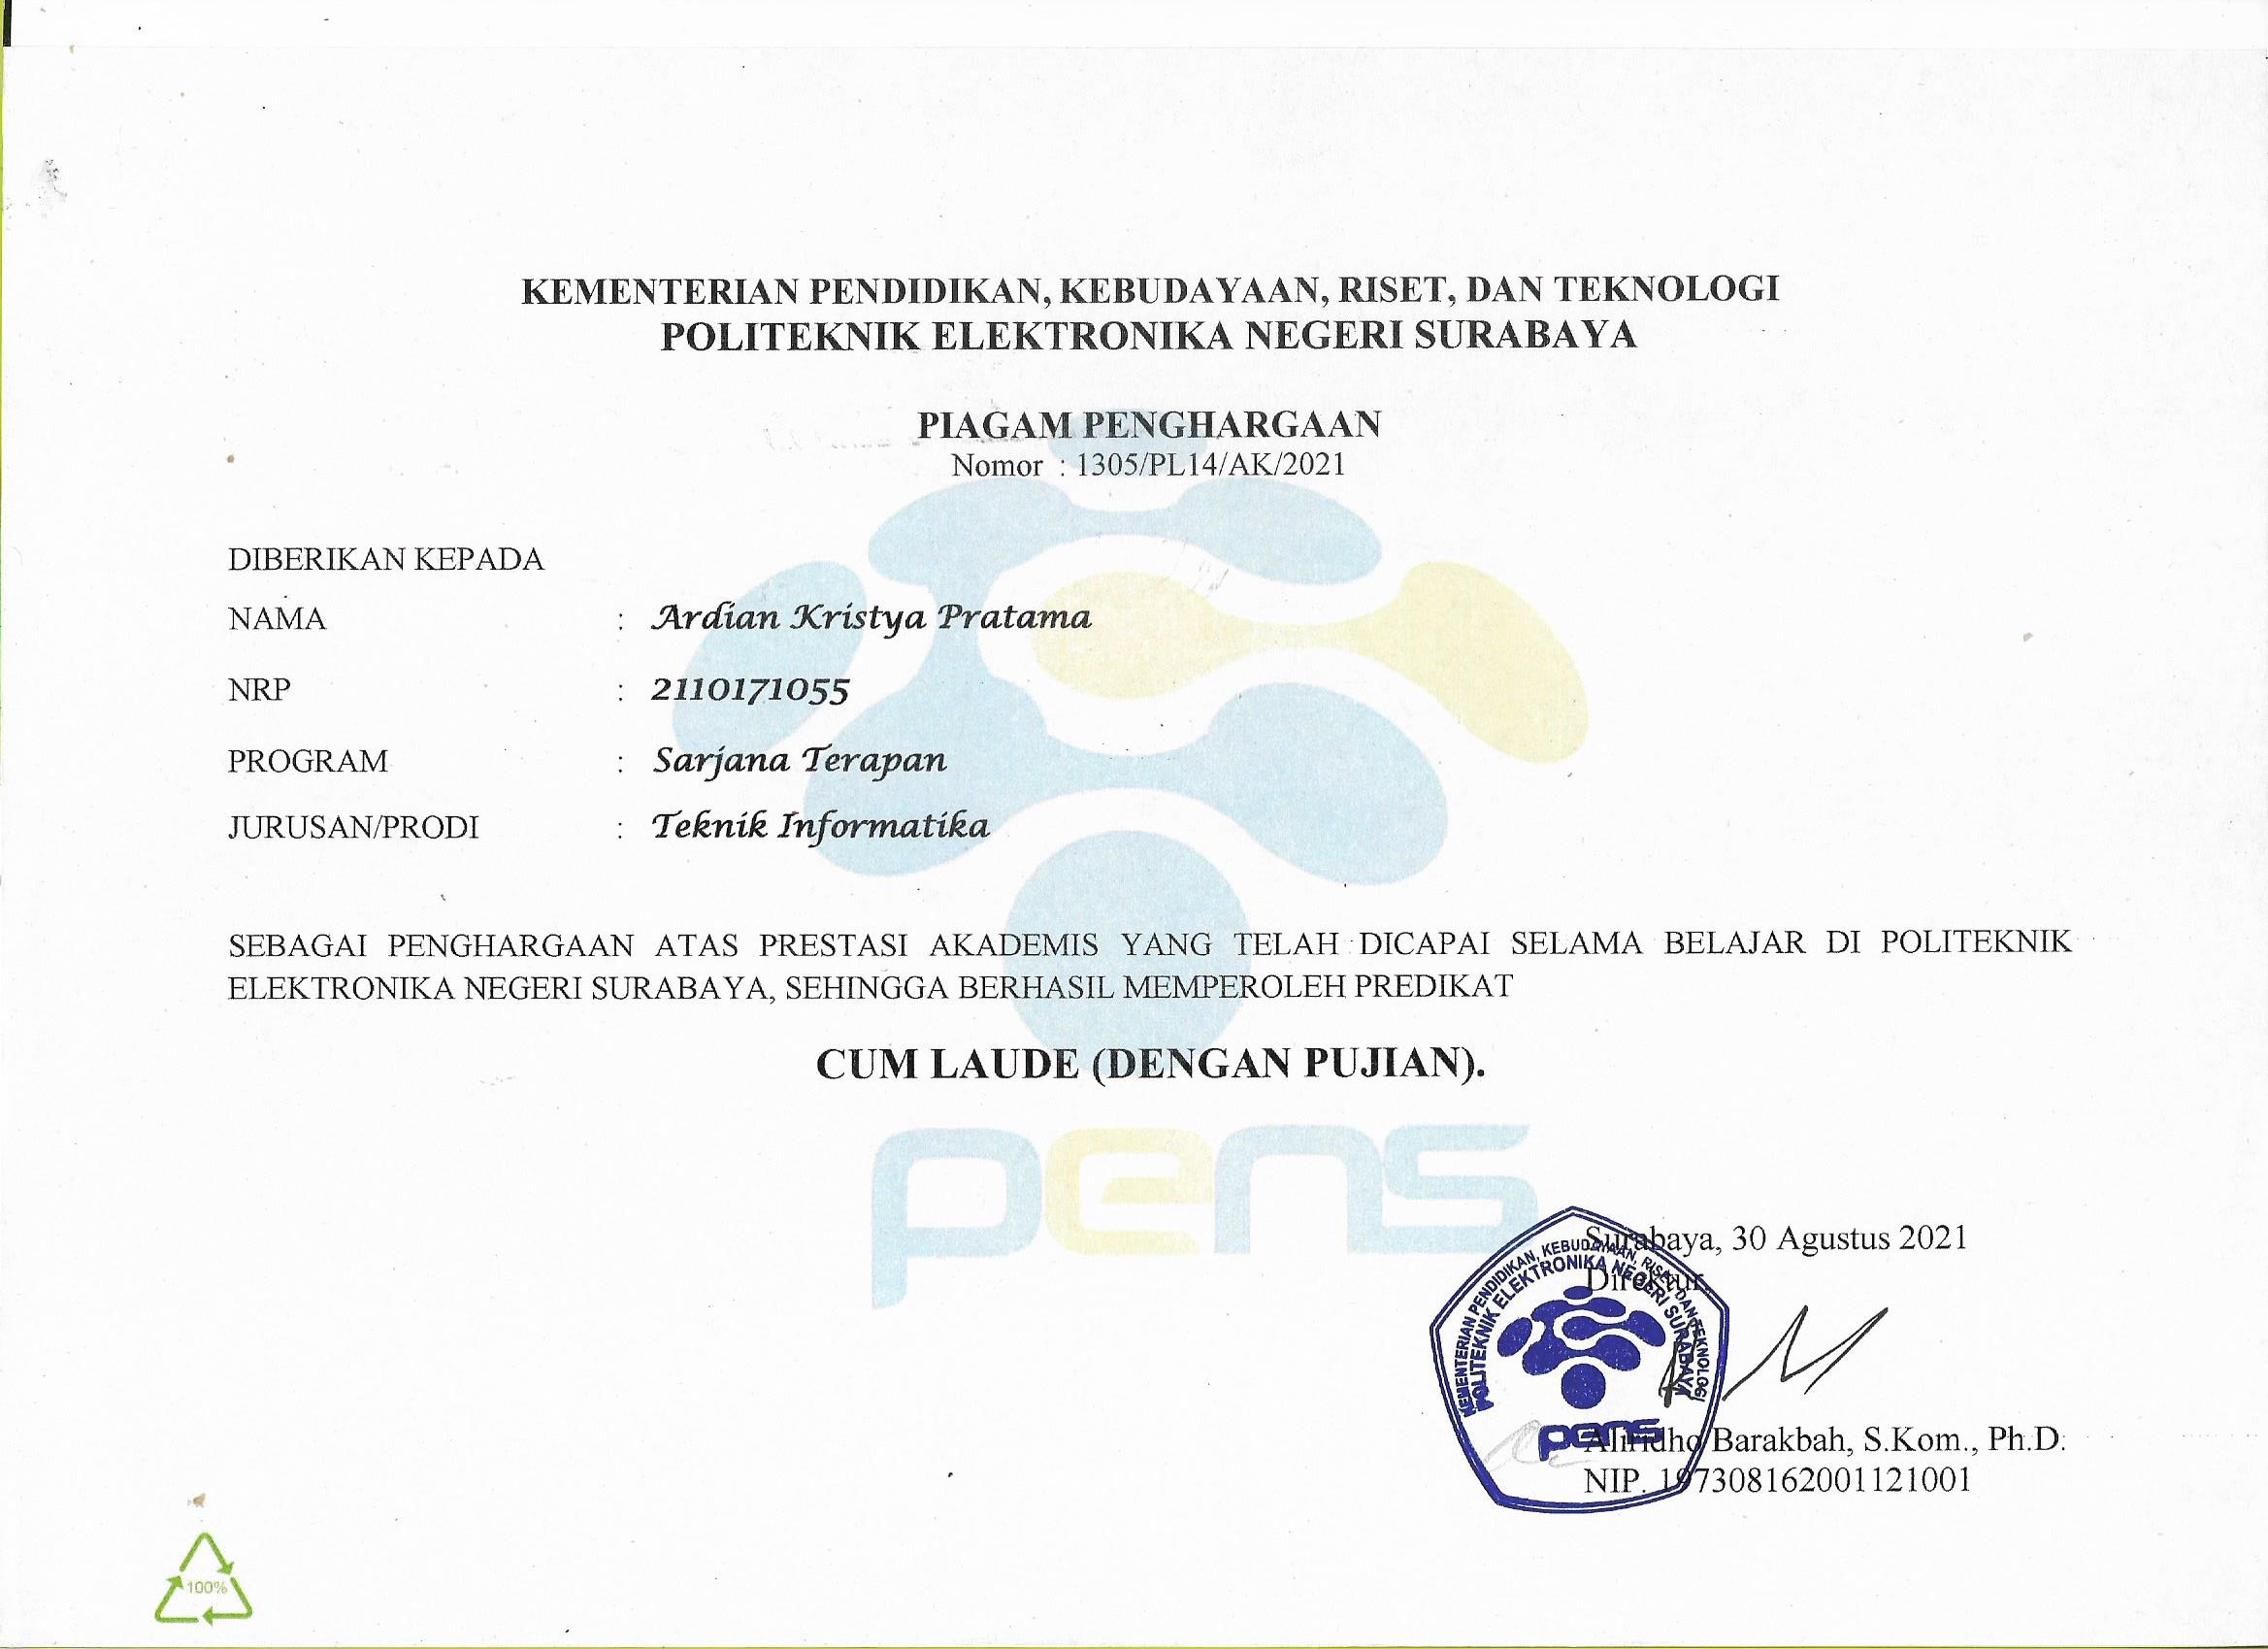 KEMENTERIAN PENDIDIKAN, KEBUDAYAAN, RISET, DAN TEKNOLOGI
POLITEKNIK ELEKTRONIKA NEGERI SURABAYA
PIAGAM PENGHARGAAN
Nomor : 1305/PL14/AK/2021
DIBERIKAN KEPADA
NAMA : Ardian Kristya Pratama
NRP : 2110171055
PROGRAM : Sarjana Terapan
JURUSAN/PRODI : Teknik Informatika
SEBAGAI PENGHARGAAN ATAS PRESTASI AKADEMIS YANG TELAH DICAPAI SELAMA BELAJAR DI POLITEKNIK
ELEKTRONIKA NEGERI SURABAYA, SEHINGGA BERHASIL MEMPEROLEH PREDIKAT
CUM LAUDE (DENGAN PUJIAN).
pens
Surabaya, 30 Agustus 2021
Direktur,
KEMENTERIAN PENDIDIKAN, KEBUDAYAAN, RISET, DAN TEKNOLOGI
POLITEKNIK ELEKTRONIKA NEGERI SURABAYA
pens
Aliridho Barakbah, S.Kom., Ph.D.
NIP. 197308162001121001
100%